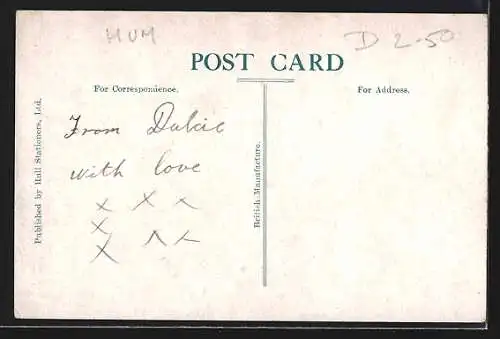 HUM
D 2-50
POST CARD
For Correspondence.
For Address.
From Dulcie
with love
x x x
x
x x x
Published by Hull Stationers, Ltd.
British Manufacture.